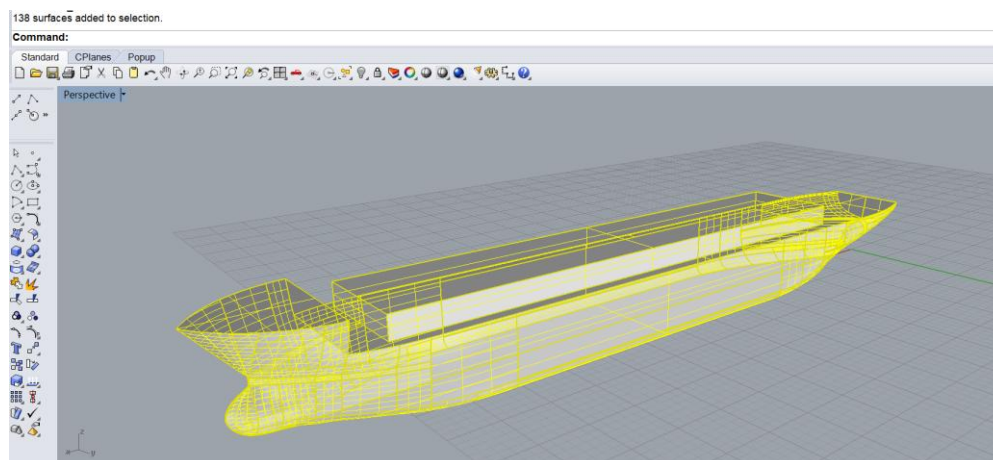 138 surfaces added to selection.
Command:
Standard CPlanes Popup
Perspective
z
x y